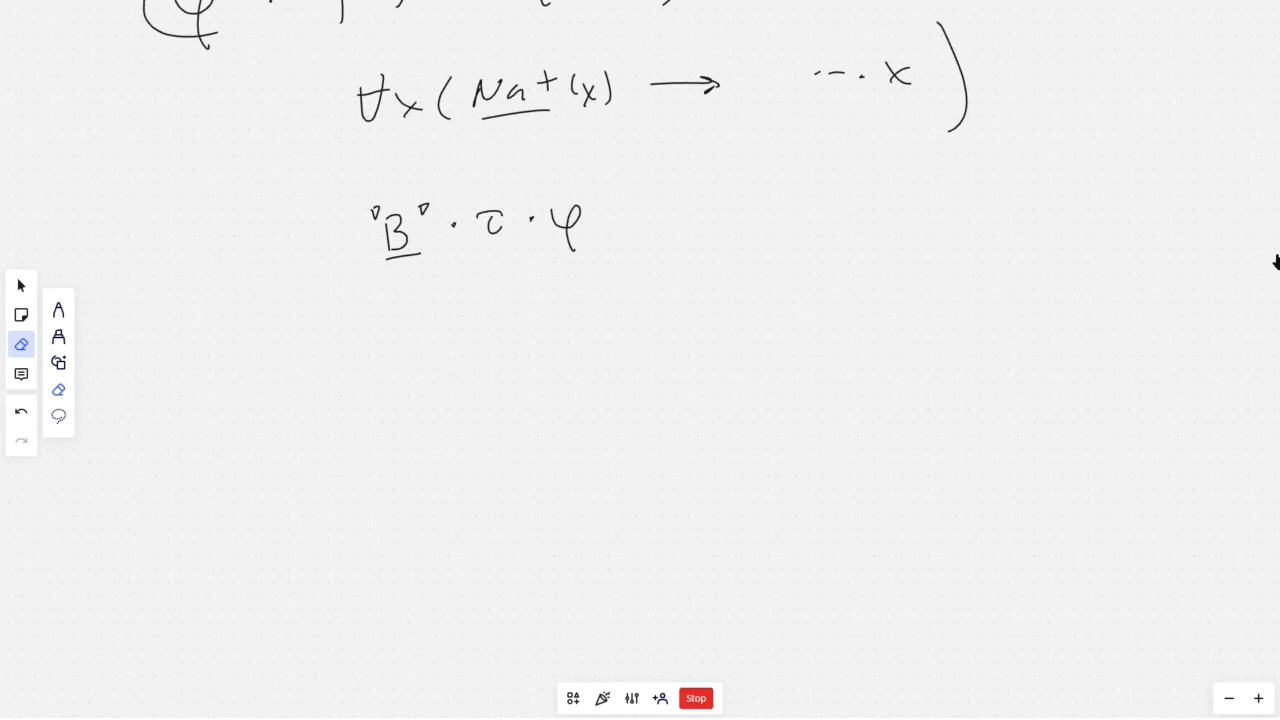 ∀x ( Na+ (x) → ... x )
"B" · τ · φ
Stop